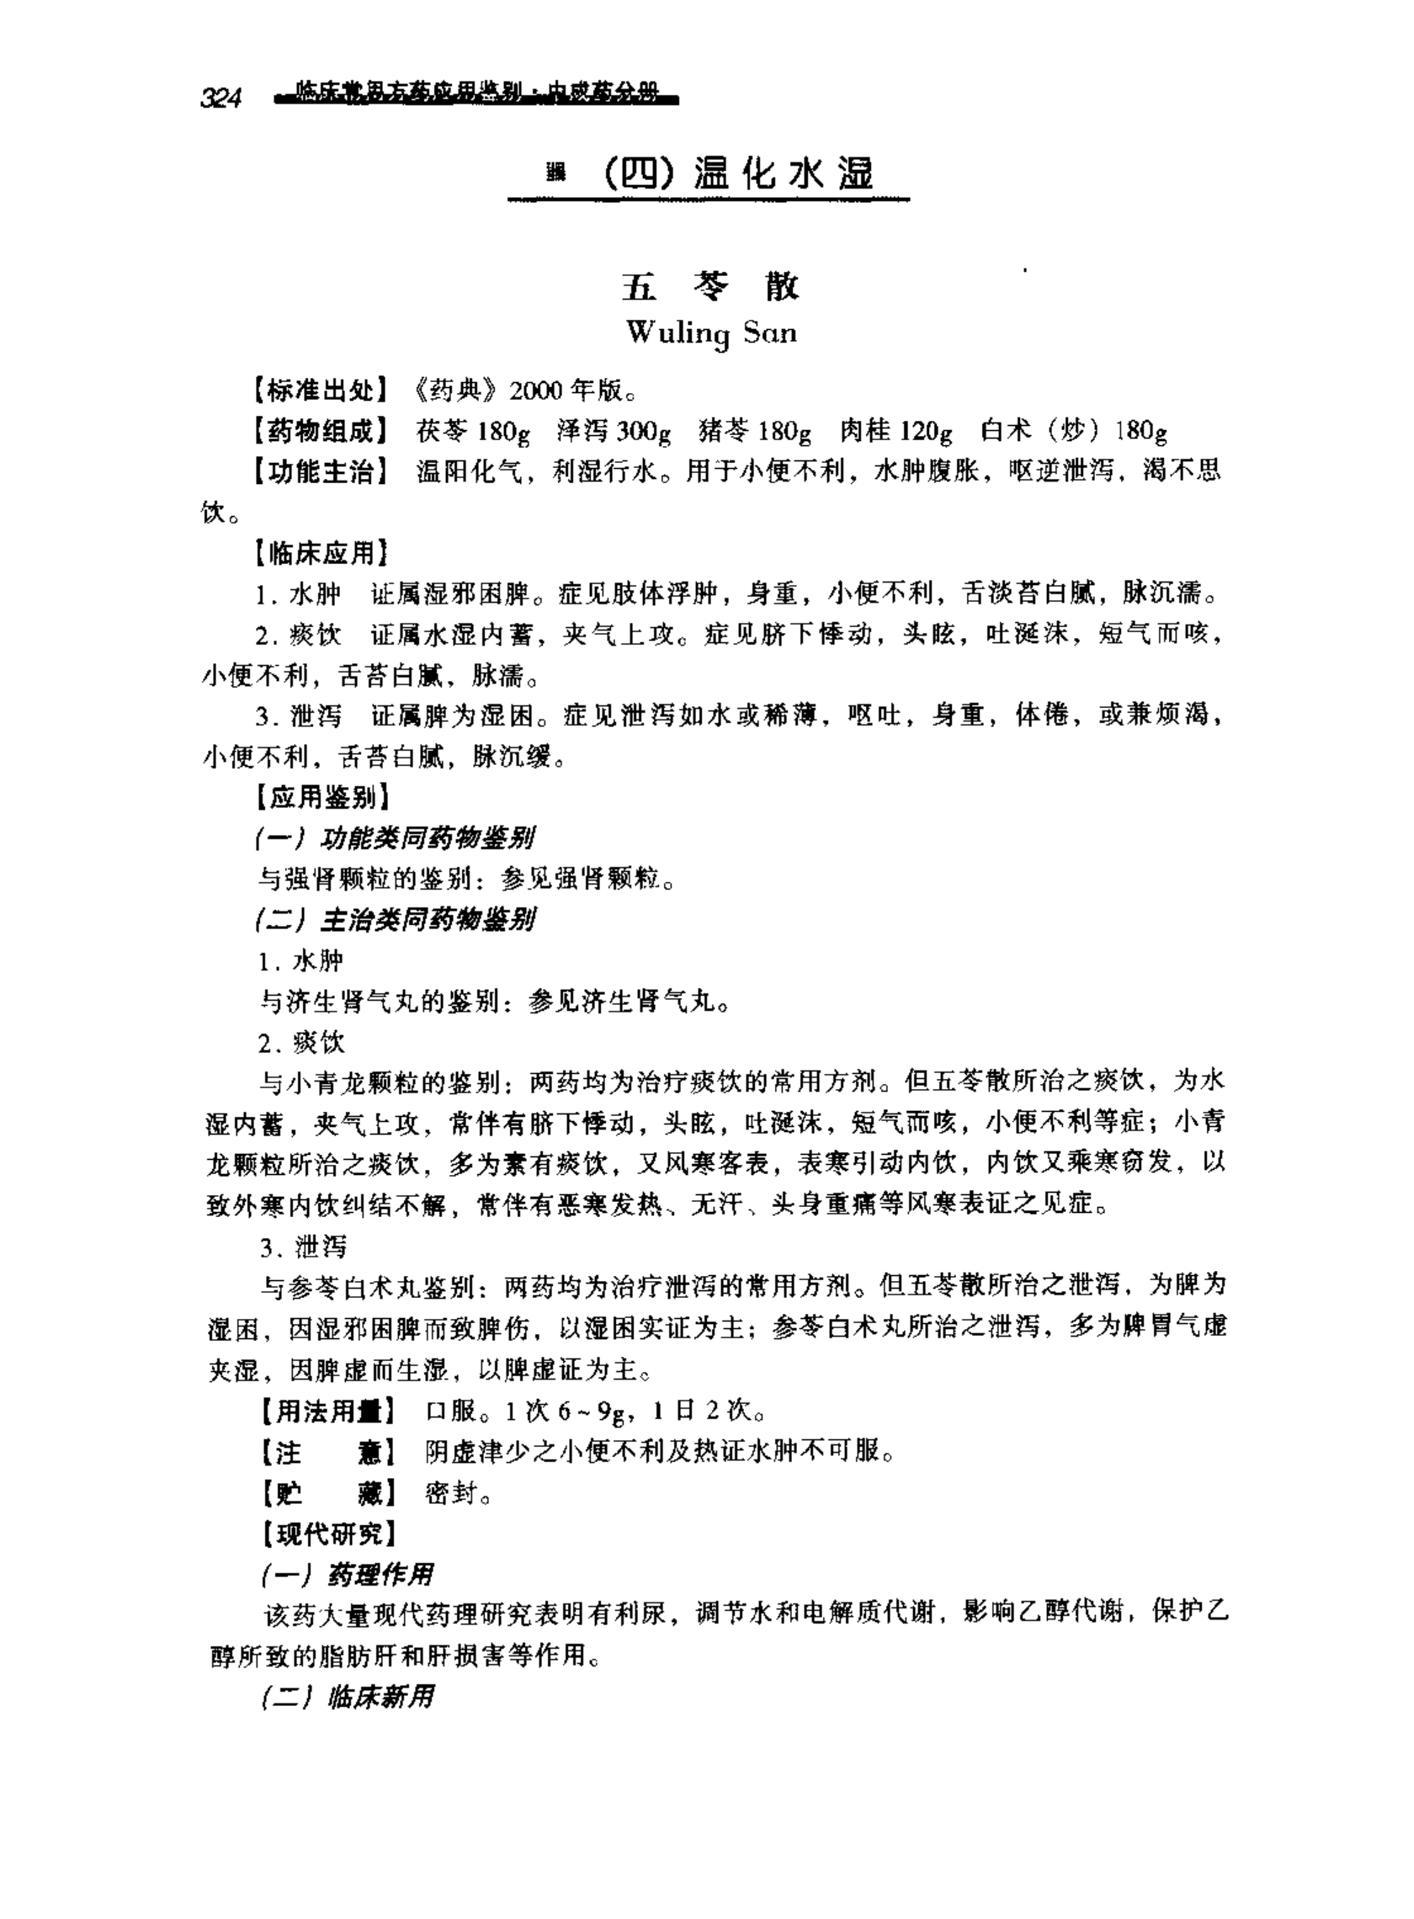 324 临床常用方药应用鉴别·中成药分册
(四) 温化水湿
五苓散
Wuling San
【标准出处】 《药典》2000 年版。
【药物组成】 茯苓 180g 泽泻 300g 猪苓 180g 肉桂 120g 白术（炒）180g
【功能主治】 温阳化气，利湿行水。用于小便不利，水肿腹胀，呕逆泄泻，渴不思
饮。
【临床应用】
1. 水肿 证属湿邪困脾。症见肢体浮肿，身重，小便不利，舌淡苔白腻，脉沉濡。
2. 痰饮 证属水湿内蓄，夹气上攻。症见脐下悸动，头眩，吐涎沫，短气而咳，
小便不利，舌苔白腻，脉濡。
3. 泄泻 证属脾为湿困。症见泄泻如水或稀薄，呕吐，身重，体倦，或兼烦渴，
小便不利，舌苔白腻，脉沉缓。
【应用鉴别】
(一) 功能类同药物鉴别
与强肾颗粒的鉴别：参见强肾颗粒。
(二) 主治类同药物鉴别
1. 水肿
与济生肾气丸的鉴别：参见济生肾气丸。
2. 痰饮
与小青龙颗粒的鉴别：两药均为治疗痰饮的常用方剂。但五苓散所治之痰饮，为水
湿内蓄，夹气上攻，常伴有脐下悸动，头眩，吐涎沫，短气而咳，小便不利等症；小青
龙颗粒所治之痰饮，多为素有痰饮，又风寒客表，表寒引动内饮，内饮又乘寒窃发，以
致外寒内饮纠结不解，常伴有恶寒发热、无汗、头身重痛等风寒表证之见症。
3. 泄泻
与参苓白术丸鉴别：两药均为治疗泄泻的常用方剂。但五苓散所治之泄泻，为脾为
湿困，因湿邪困脾而致脾伤，以湿困实证为主；参苓白术丸所治之泄泻，多为脾胃气虚
夹湿，因脾虚而生湿，以脾虚证为主。
【用法用量】 口服。1 次 6～9g，1 日 2 次。
【注 意】 阴虚津少之小便不利及热证水肿不可服。
【贮 藏】 密封。
【现代研究】
(一) 药理作用
该药大量现代药理研究表明有利尿，调节水和电解质代谢，影响乙醇代谢，保护乙
醇所致的脂肪肝和肝损害等作用。
(二) 临床新用